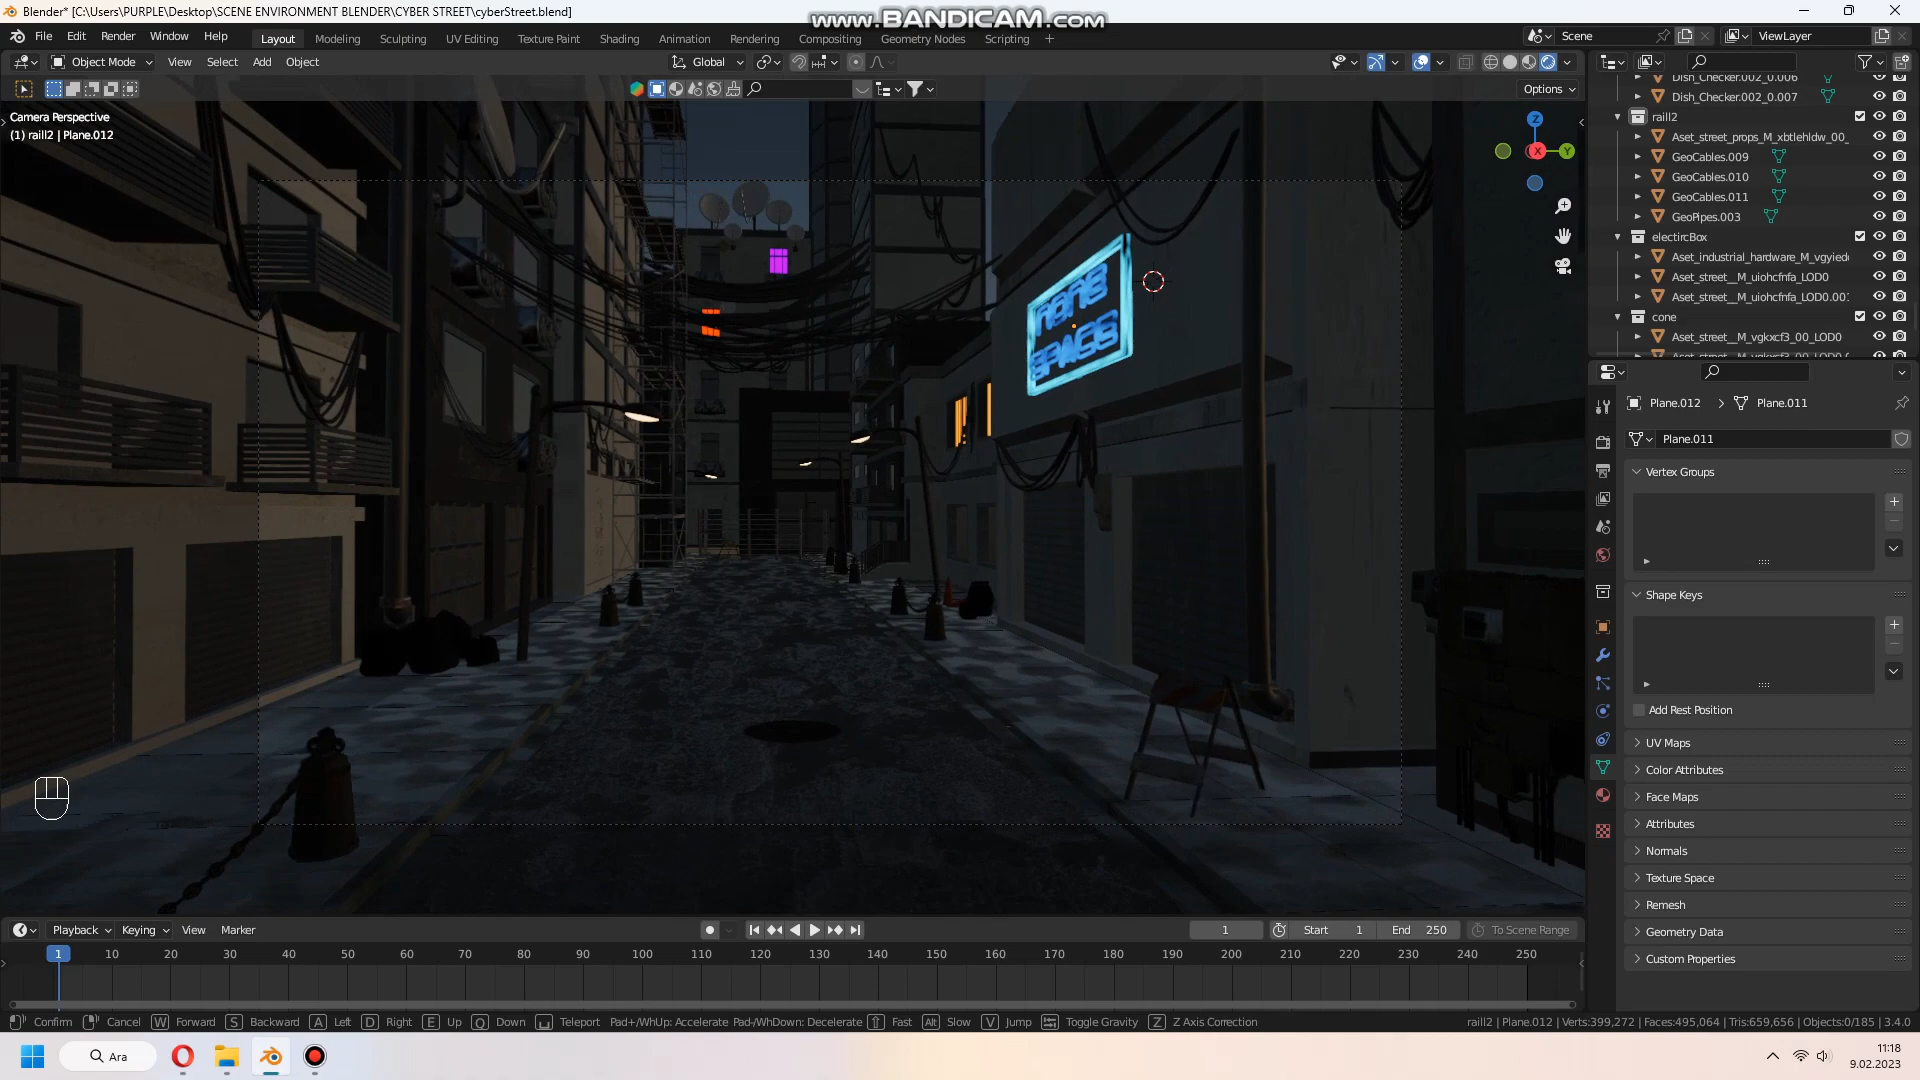 Blender* [C:\Users\PURPLE\Desktop\SCENE ENVIRONMENT BLENDER\CYBER STREET\cyberStreet.blend]
www.BANDICAM.com
File Edit Render Window Help Layout Modeling Sculpting UV Editing Texture Paint Shading Animation Rendering Compositing Geometry Nodes Scripting + Scene ViewLayer
Object Mode View Select Add Object Global
Options
Camera Perspective
(1) raill2 | Plane.012
Z
X
Y
Dish_Checker.002_0.006
Dish_Checker.002_0.007
raill2
Aset_street_props_M_xbtlehldw_00_
GeoCables.009
GeoCables.010
GeoCables.011
GeoPipes.003
electircBox
Aset_industrial_hardware_M_vgyied
Aset_street__M_uiohcfnfa_LOD0
Aset_street__M_uiohcfnfa_LOD0.001
cone
Aset_street__M_vgkxcf3_00_LOD0
Plane.012 > Plane.011
Plane.011
Vertex Groups
Shape Keys
Add Rest Position
UV Maps
Color Attributes
Face Maps
Attributes
Normals
Texture Space
Remesh
Geometry Data
Custom Properties
Playback Keying View Marker 1 Start 1 End 250 To Scene Range
1 10 20 30 40 50 60 70 80 90 100 110 120 130 140 150 160 170 180 190 200 210 220 230 240 250
Confirm Cancel W Forward S Backward A Left D Right E Up Q Down Teleport Pad+/WhUp: Accelerate Pad-/WhDown: Decelerate Fast Alt Slow V Jump Toggle Gravity Z Z Axis Correction raill2 | Plane.012 | Verts:399,272 | Faces:495,064 | Tris:659,656 | Objects:0/185 | 3.4.0
Ara
11:18
9.02.2023